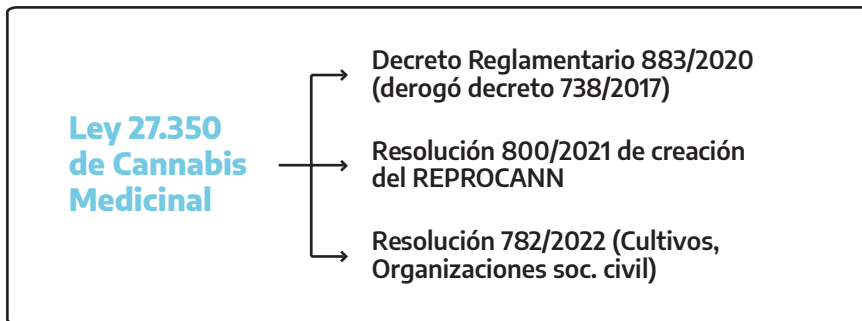 Ley 27.350
de Cannabis
Medicinal
Decreto Reglamentario 883/2020
(derogó decreto 738/2017)
Resolución 800/2021 de creación
del REPROCANN
Resolución 782/2022 (Cultivos,
Organizaciones soc. civil)